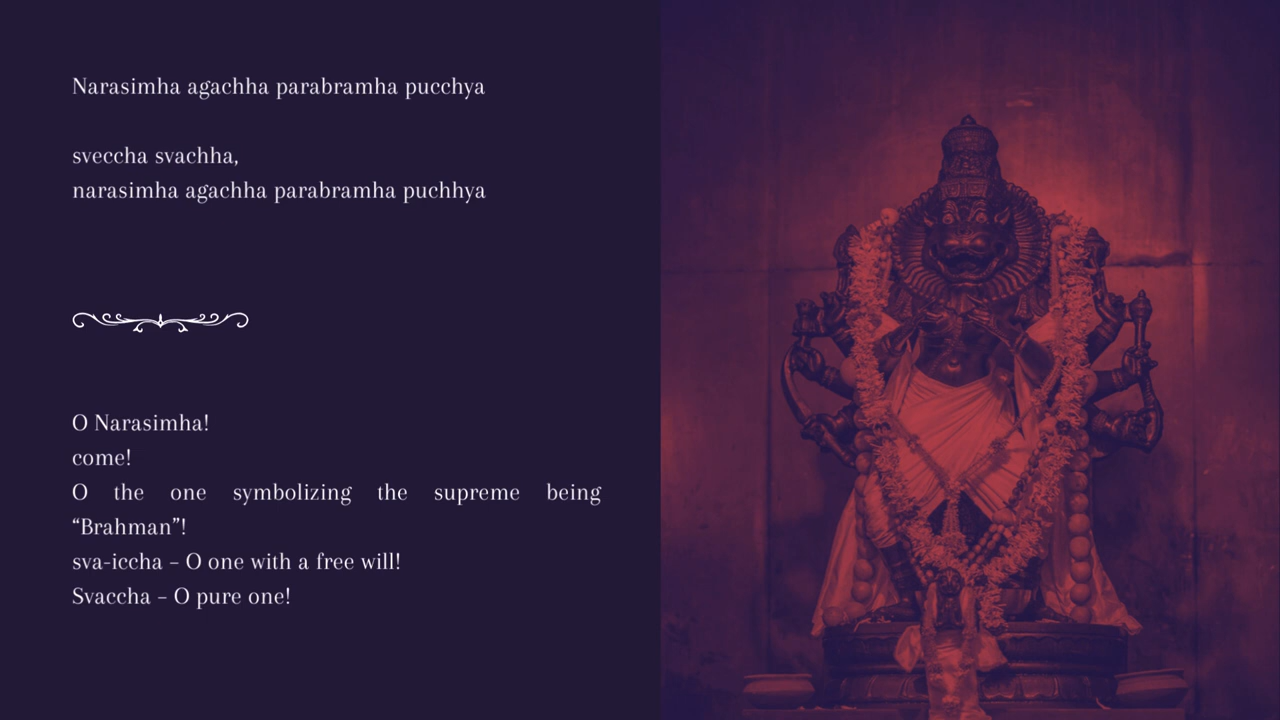 Narasimha agachha parabramha pucchya
sveccha svachha,
narasimha agachha parabramha puchhya
O Narasimha!
come!
O the one symbolizing the supreme being
“Brahman”!
sva-iccha – O one with a free will!
Svaccha – O pure one!